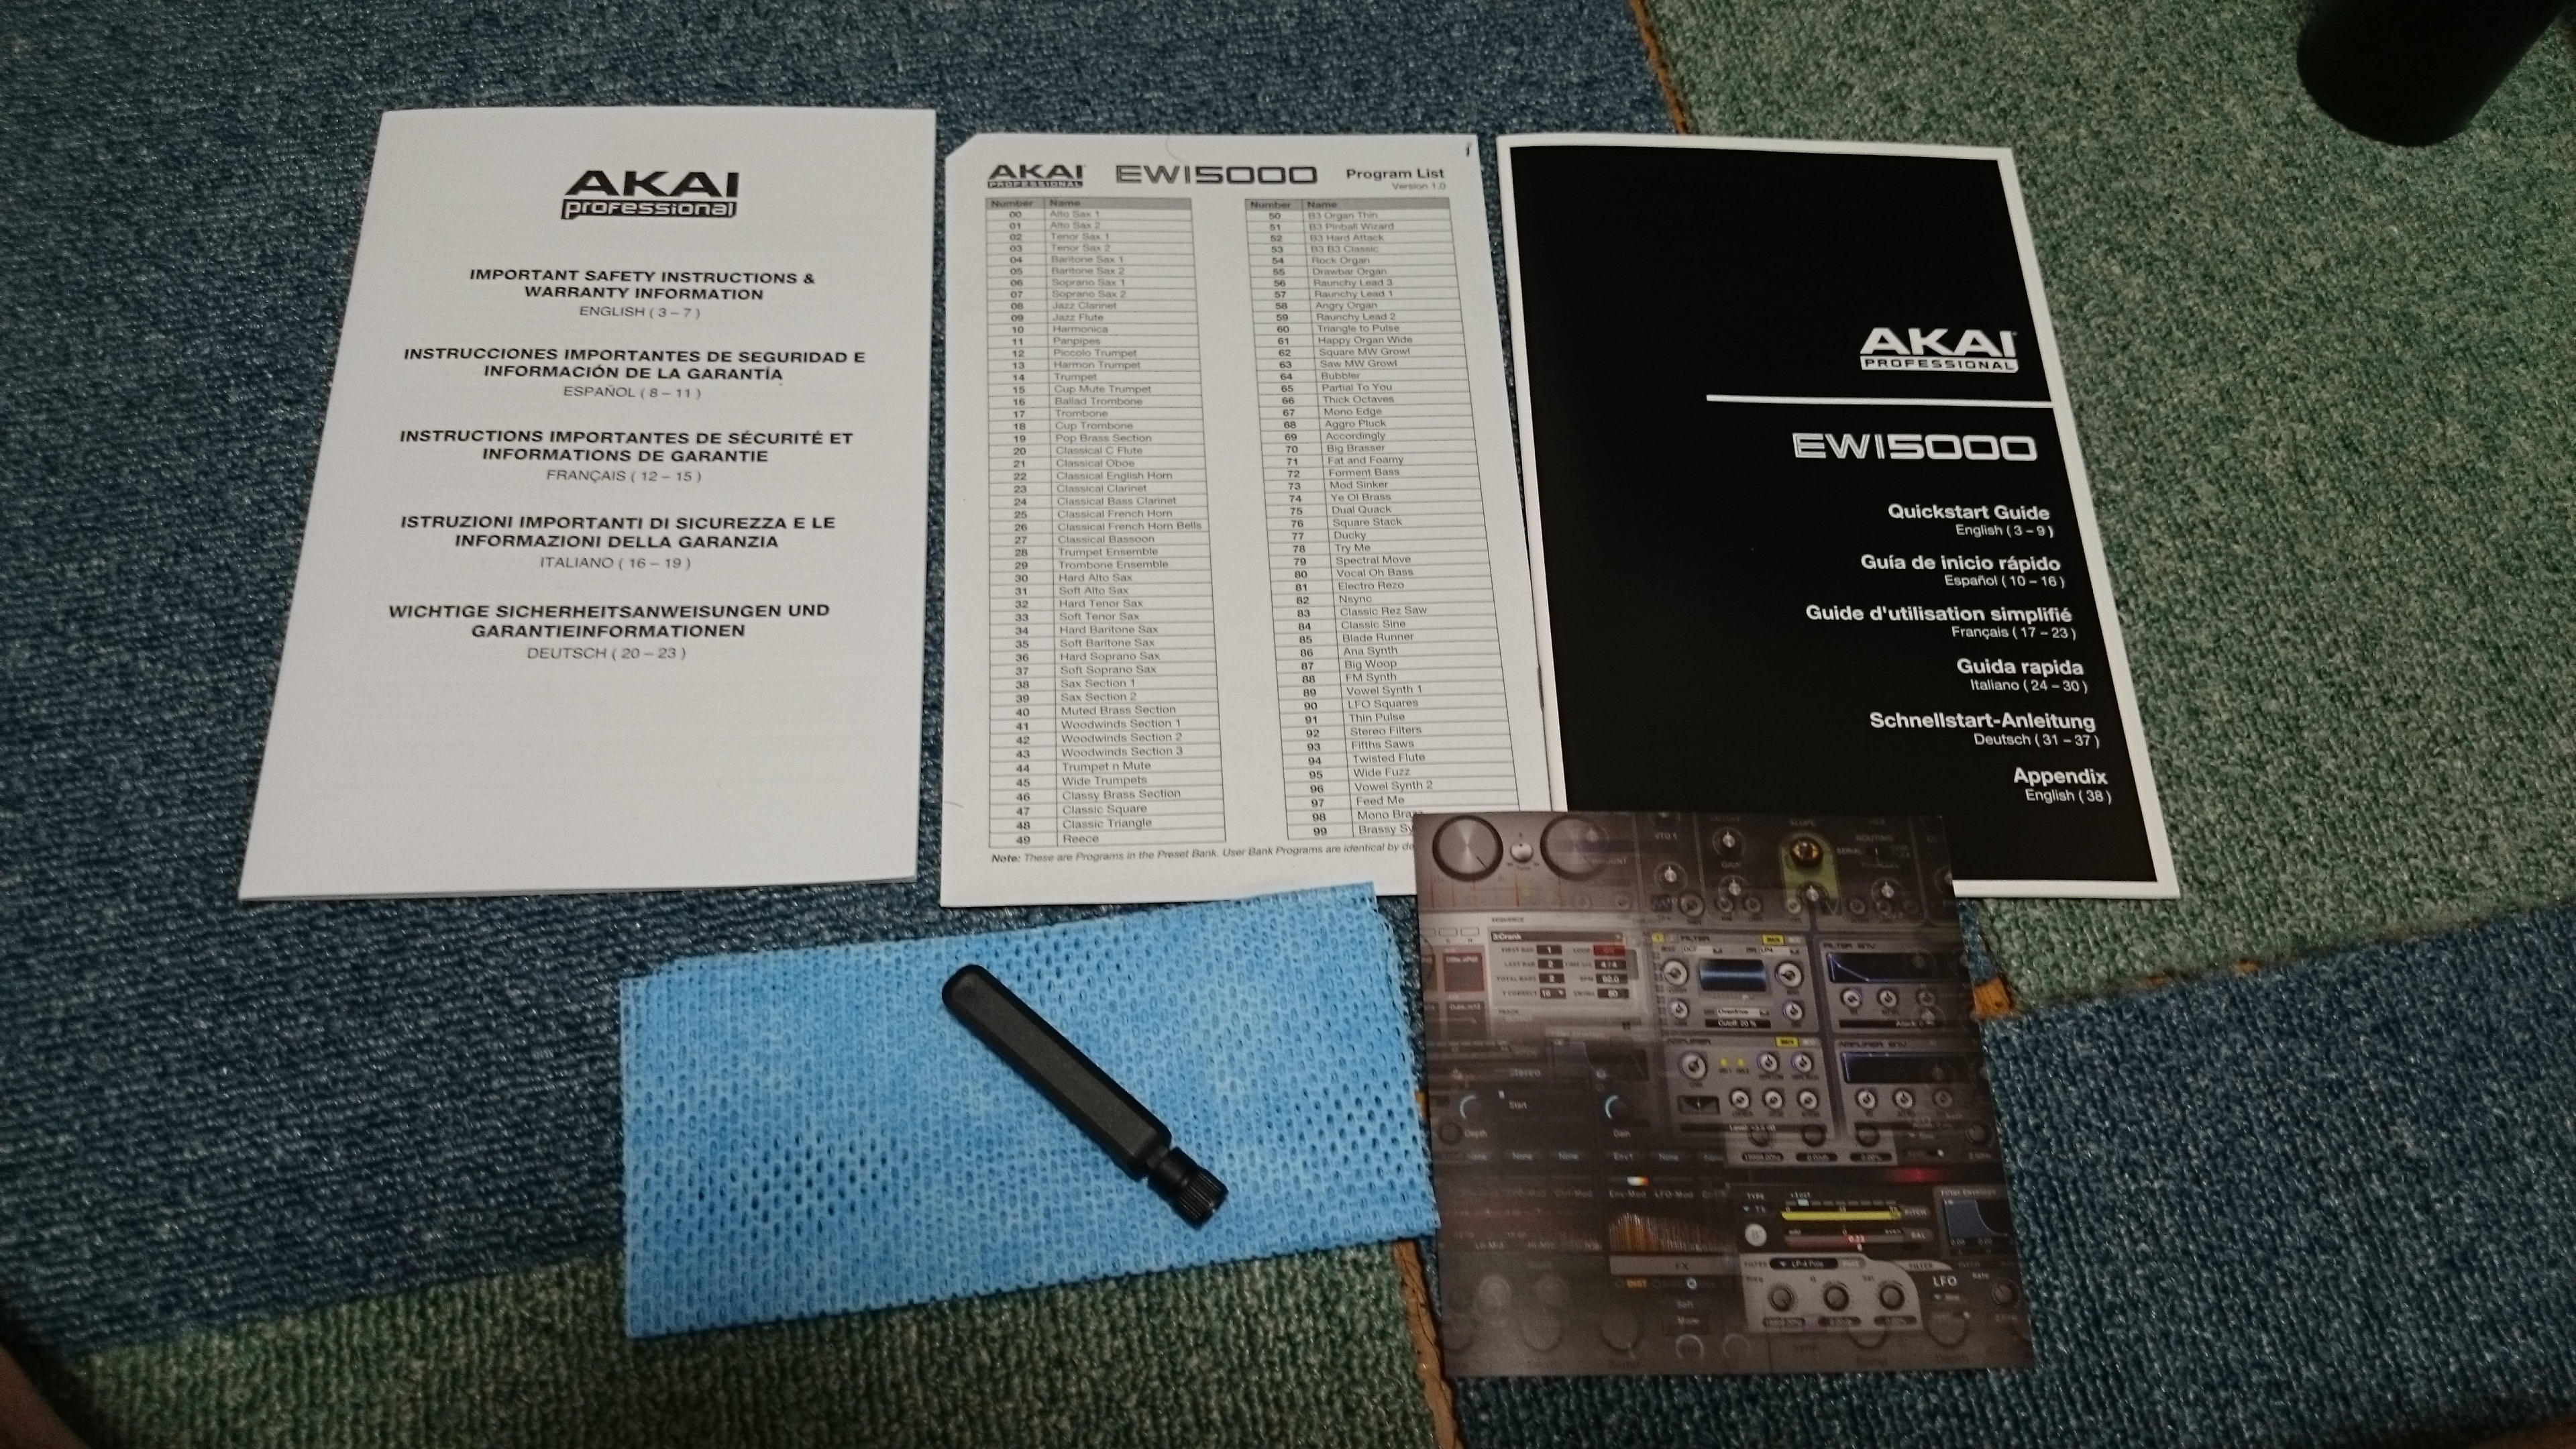 AKAI
professional
IMPORTANT SAFETY INSTRUCTIONS &
WARRANTY INFORMATION
ENGLISH ( 3 – 7 )
INSTRUCCIONES IMPORTANTES DE SEGURIDAD E
INFORMACIÓN DE LA GARANTÍA
ESPAÑOL ( 8 – 11 )
INSTRUCTIONS IMPORTANTES DE SÉCURITÉ ET
INFORMATIONS DE GARANTIE
FRANÇAIS ( 12 – 15 )
ISTRUZIONI IMPORTANTI DI SICUREZZA E LE
INFORMAZIONI DELLA GARANZIA
ITALIANO ( 16 – 19 )
WICHTIGE SICHERHEITSANWEISUNGEN UND
GARANTIEINFORMATIONEN
DEUTSCH ( 20 – 23 )
AKAI EWI5000 Program List
PROFESSIONAL Version 1.0
Number Name
00 Alto Sax 1
01 Alto Sax 2
02 Tenor Sax 1
03 Tenor Sax 2
04 Baritone Sax 1
05 Baritone Sax 2
06 Soprano Sax 1
07 Soprano Sax 2
08 Jazz Clarinet
09 Jazz Flute
10 Harmonica
11 Panpipes
12 Piccolo Trumpet
13 Harmon Trumpet
14 Trumpet
15 Cup Mute Trumpet
16 Ballad Trombone
17 Trombone
18 Cup Trombone
19 Pop Brass Section
20 Classical C Flute
21 Classical Oboe
22 Classical English Horn
23 Classical Clarinet
24 Classical Bass Clarinet
25 Classical French Horn
26 Classical French Horn Bells
27 Classical Bassoon
28 Trumpet Ensemble
29 Trombone Ensemble
30 Hard Alto Sax
31 Soft Alto Sax
32 Hard Tenor Sax
33 Soft Tenor Sax
34 Hard Baritone Sax
35 Soft Baritone Sax
36 Hard Soprano Sax
37 Soft Soprano Sax
38 Sax Section 1
39 Sax Section 2
40 Muted Brass Section
41 Woodwinds Section 1
42 Woodwinds Section 2
43 Woodwinds Section 3
44 Trumpet n Mute
45 Wide Trumpets
46 Classy Brass Section
47 Classic Square
48 Classic Triangle
49 Reece
Number Name
50 B3 Organ Thin
51 B3 Pinball Wizard
52 B3 Hard Attack
53 B3 B3 Classic
54 Rock Organ
55 Drawbar Organ
56 Raunchy Lead 3
57 Raunchy Lead 1
58 Angry Organ
59 Raunchy Lead 2
60 Triangle to Pulse
61 Happy Organ Wide
62 Square MW Growl
63 Saw MW Growl
64 Bubbler
65 Partial To You
66 Thick Octaves
67 Mono Edge
68 Aggro Pluck
69 Accordingly
70 Big Brasser
71 Fat and Foamy
72 Forment Bass
73 Mod Sinker
74 Ye Ol Brass
75 Dual Quack
76 Square Stack
77 Ducky
78 Try Me
79 Spectral Move
80 Vocal Oh Bass
81 Electro Rezo
82 Nsync
83 Classic Rez Saw
84 Classic Sine
85 Blade Runner
86 Ana Synth
87 Big Woop
88 FM Synth
89 Vowel Synth 1
90 LFO Squares
91 Thin Pulse
92 Stereo Filters
93 Fifths Saws
94 Twisted Flute
95 Wide Fuzz
96 Vowel Synth 2
97 Feed Me
98 Mono
99 Brassy
Note: These are Programs in the Preset Bank. User Bank Programs are identical by
AKAI
PROFESSIONAL
EWI5000
Quickstart Guide
English ( 3 – 9 )
Guía de inicio rápido
Español ( 10 – 16 )
Guide d'utilisation simplifié
Français ( 17 – 23 )
Guida rapida
Italiano ( 24 – 30 )
Schnellstart-Anleitung
Deutsch ( 31 – 37 )
Appendix
English ( 38 )
SLOPE
SEQUENCE
FIRST BAR 1
LAST BAR 2
TOTAL BARS 2
TRACK
Stereo
Start
Depth
Gain
TYPE
FX
LFO